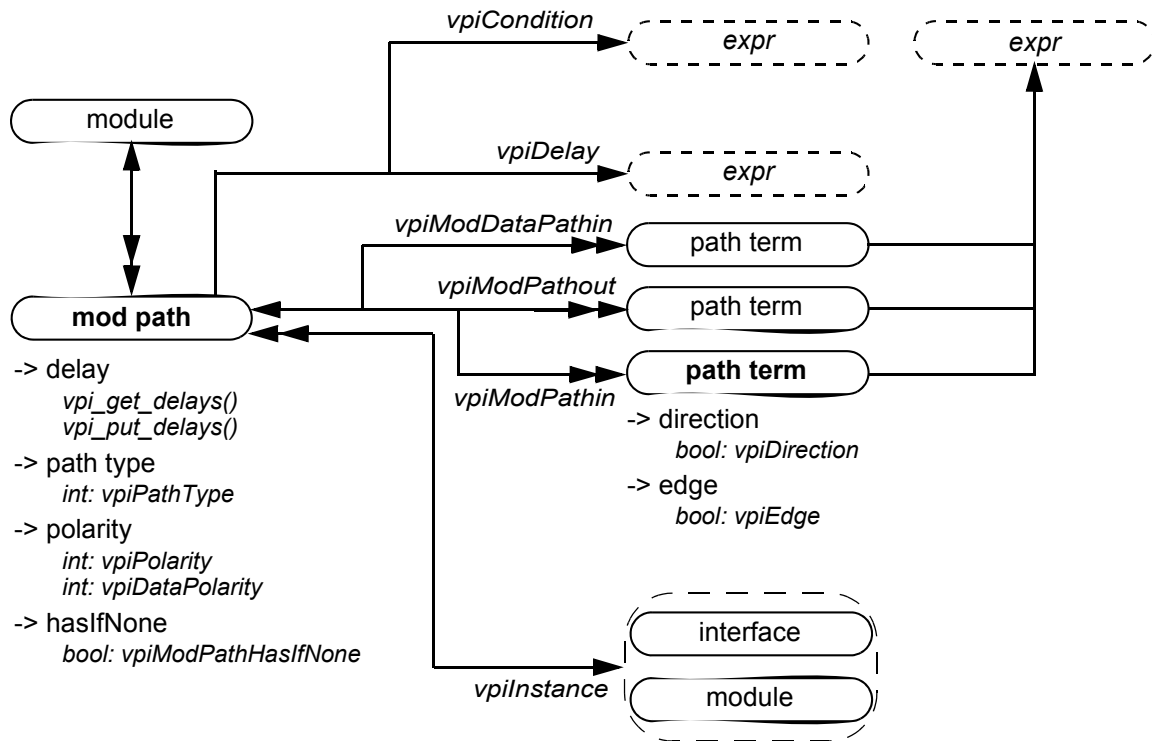 vpiCondition
expr
expr
module
vpiDelay
expr
vpiModDataPathin
path term
vpiModPathout
path term
mod path
path term
vpiModPathin
-> delay
vpi_get_delays()
vpi_put_delays()
-> path type
int: vpiPathType
-> polarity
int: vpiPolarity
int: vpiDataPolarity
-> hasIfNone
bool: vpiModPathHasIfNone
-> direction
bool: vpiDirection
-> edge
bool: vpiEdge
interface
vpiInstance
module